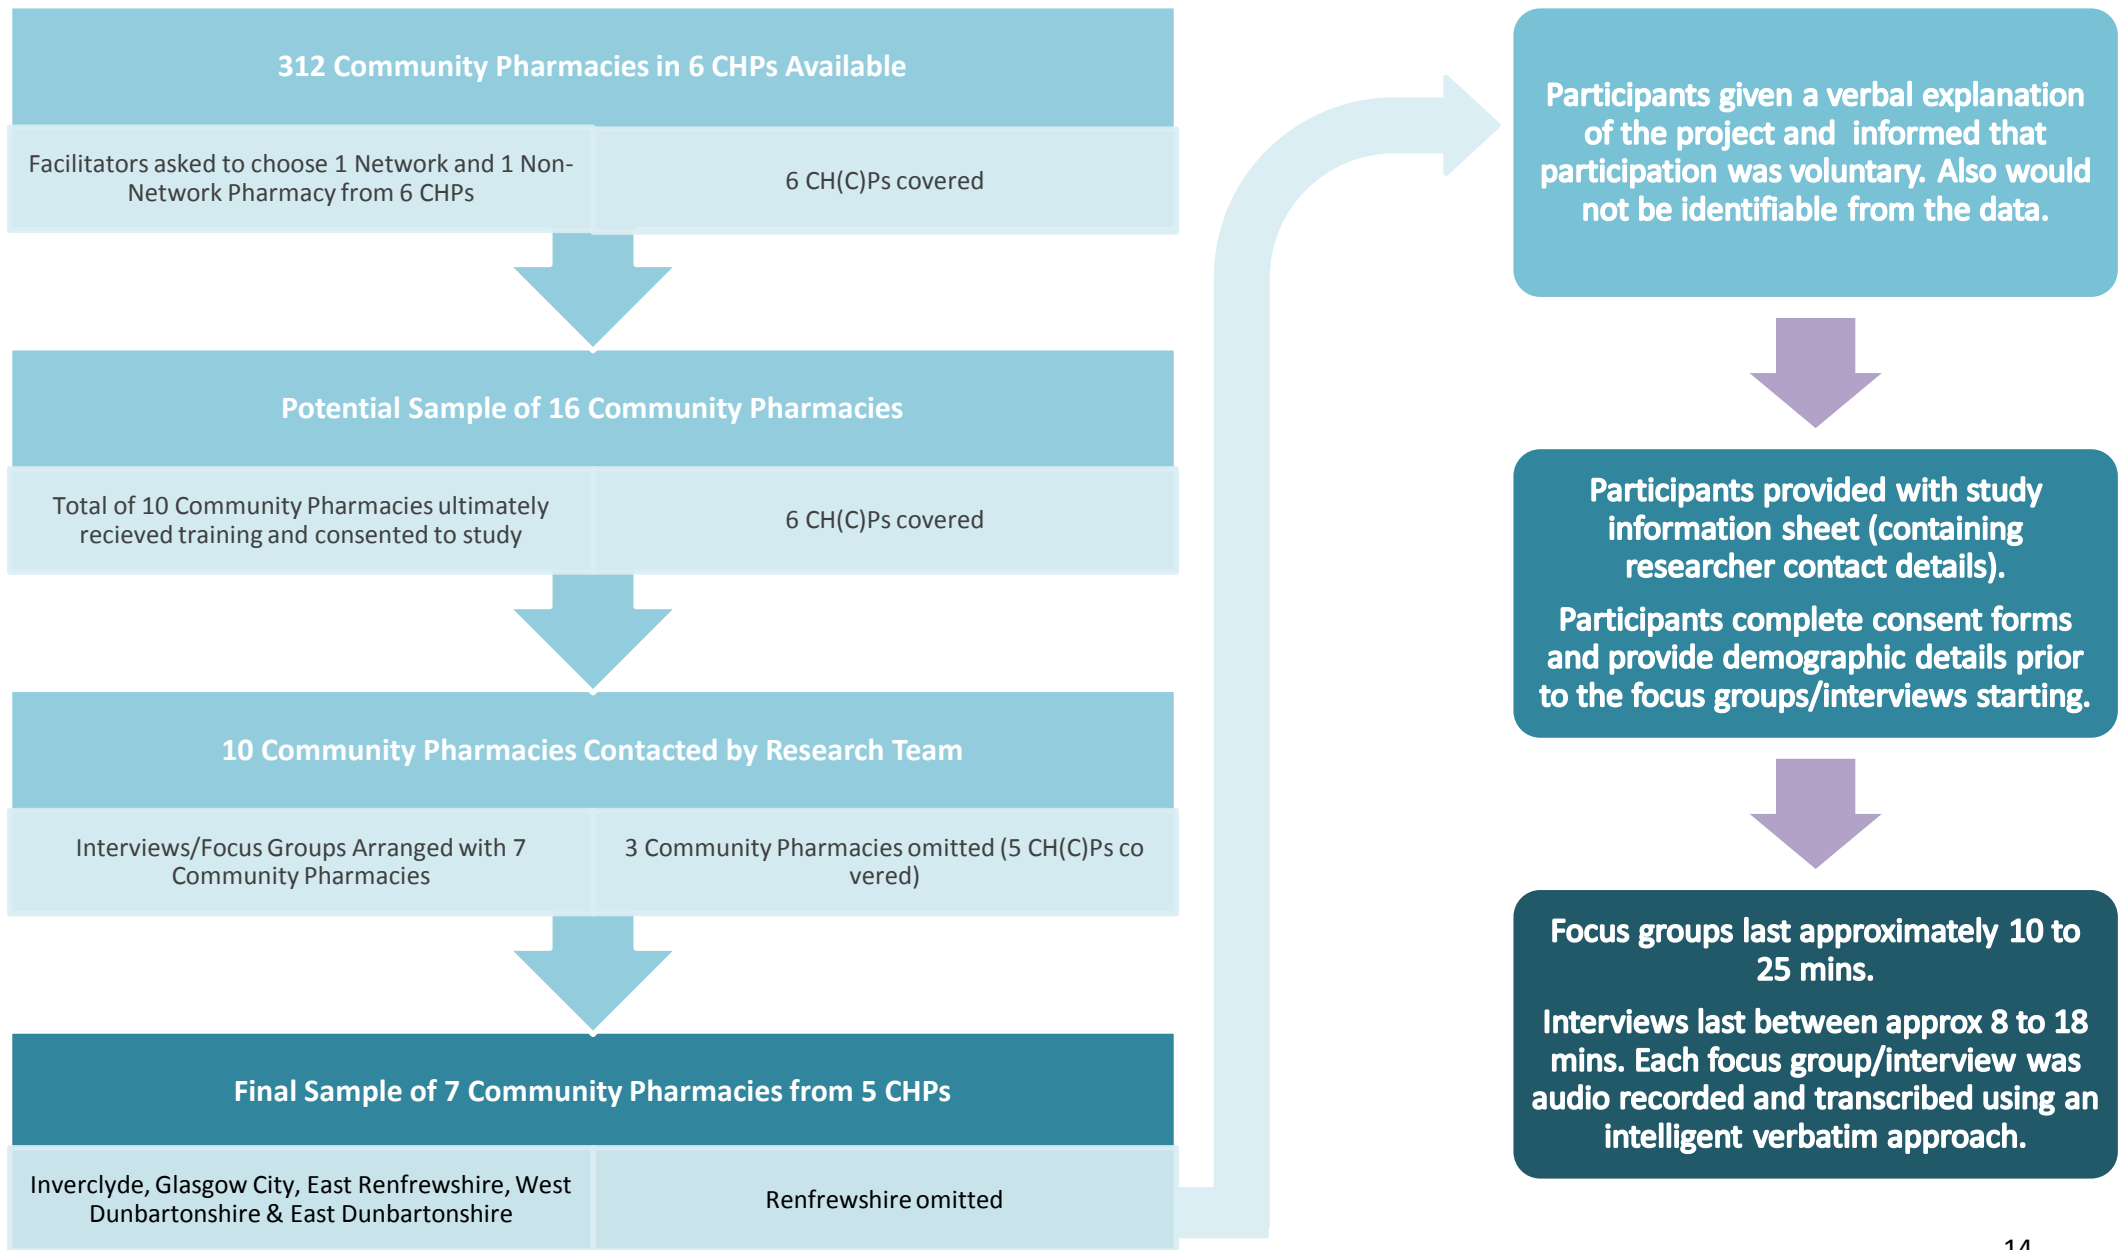 312 Community Pharmacies in 6 CHPs Available
Facilitators asked to choose 1 Network and 1 Non-
Network Pharmacy from 6 CHPs
6 CH(C)Ps covered
Potential Sample of 16 Community Pharmacies
Total of 10 Community Pharmacies ultimately
recieved training and consented to study
6 CH(C)Ps covered
10 Community Pharmacies Contacted by Research Team
Interviews/Focus Groups Arranged with 7
Community Pharmacies
3 Community Pharmacies omitted (5 CH(C)Ps co
vered)
Final Sample of 7 Community Pharmacies from 5 CHPs
Inverclyde, Glasgow City, East Renfrewshire, West
Dunbartonshire & East Dunbartonshire
Renfrewshire omitted
Participants given a verbal explanation
of the project and informed that
participation was voluntary. Also would
not be identifiable from the data.
Participants provided with study
information sheet (containing
researcher contact details).
Participants complete consent forms
and provide demographic details prior
to the focus groups/interviews starting.
Focus groups last approximately 10 to
25 mins.
Interviews last between approx 8 to 18
mins. Each focus group/interview was
audio recorded and transcribed using an
intelligent verbatim approach.
14